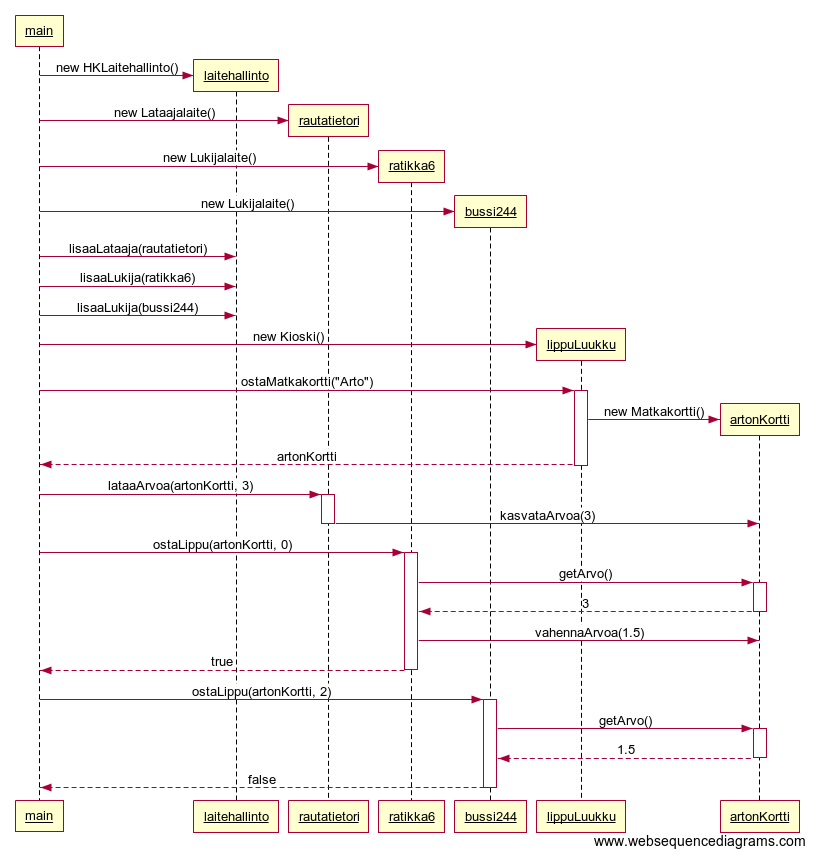 main
new HKLaitehallinto()
laitehallinto
new Lataajalaite()
rautatietori
new Lukijalaite()
ratikka6
new Lukijalaite()
bussi244
lisaaLataaja(rautatietori)
lisaaLukija(ratikka6)
lisaaLukija(bussi244)
new Kioski()
lippuLuukku
ostaMatkakortti("Arto")
new Matkakortti()
artonKortti
artonKortti
lataaArvoa(artonKortti, 3)
kasvataArvoa(3)
ostaLippu(artonKortti, 0)
getArvo()
3
vahennaArvoa(1.5)
true
ostaLippu(artonKortti, 2)
getArvo()
1.5
false
main
laitehallinto
rautatietori
ratikka6
bussi244
lippuLuukku
artonKortti
www.websequencediagrams.com